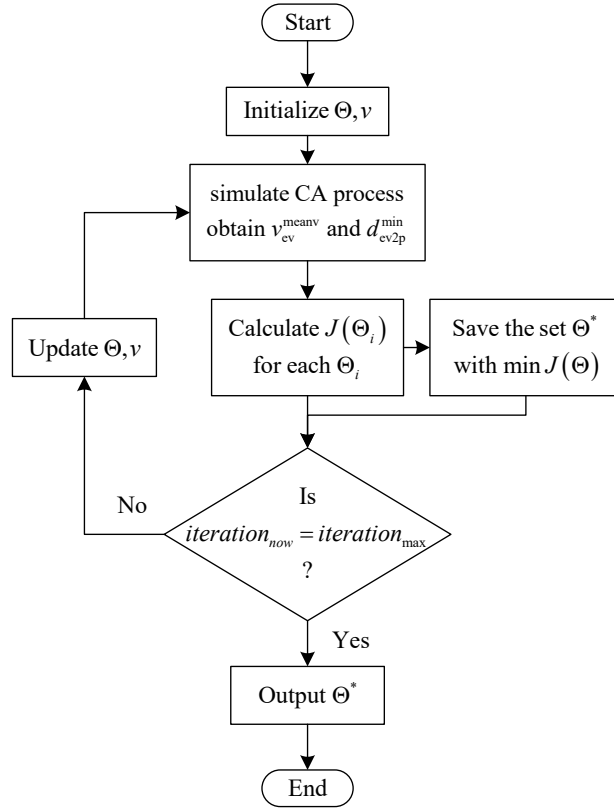 Start
Initialize Θ, v
simulate CA process
obtain v_ev^meanv and d_ev2p^min
Calculate J(Θ_i)
for each Θ_i
Save the set Θ^*
with min J(Θ)
Update Θ, v
No
Is
iteration_now = iteration_max
?
Yes
Output Θ^*
End